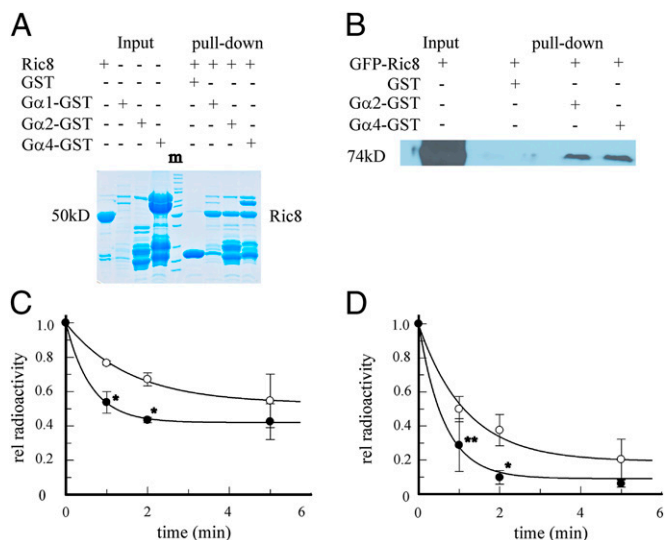 A
Input pull-down
Ric8 + - - - + + + +
GST - - - - + - - -
Gα1-GST - + - - - + - -
Gα2-GST - - + - - - + -
Gα4-GST - - - + - - - +
m
50kD Ric8
B
Input pull-down
GFP-Ric8 + + + +
GST - + - -
Gα2-GST - - + -
Gα4-GST - - - +
74kD
C
1.0
0.8
0.6
0.4
0.2
rel radioactivity
* *
0 2 4 6
time (min)
D
1.0
0.8
0.6
0.4
0.2
rel radioactivity
** *
0 2 4 6
time (min)